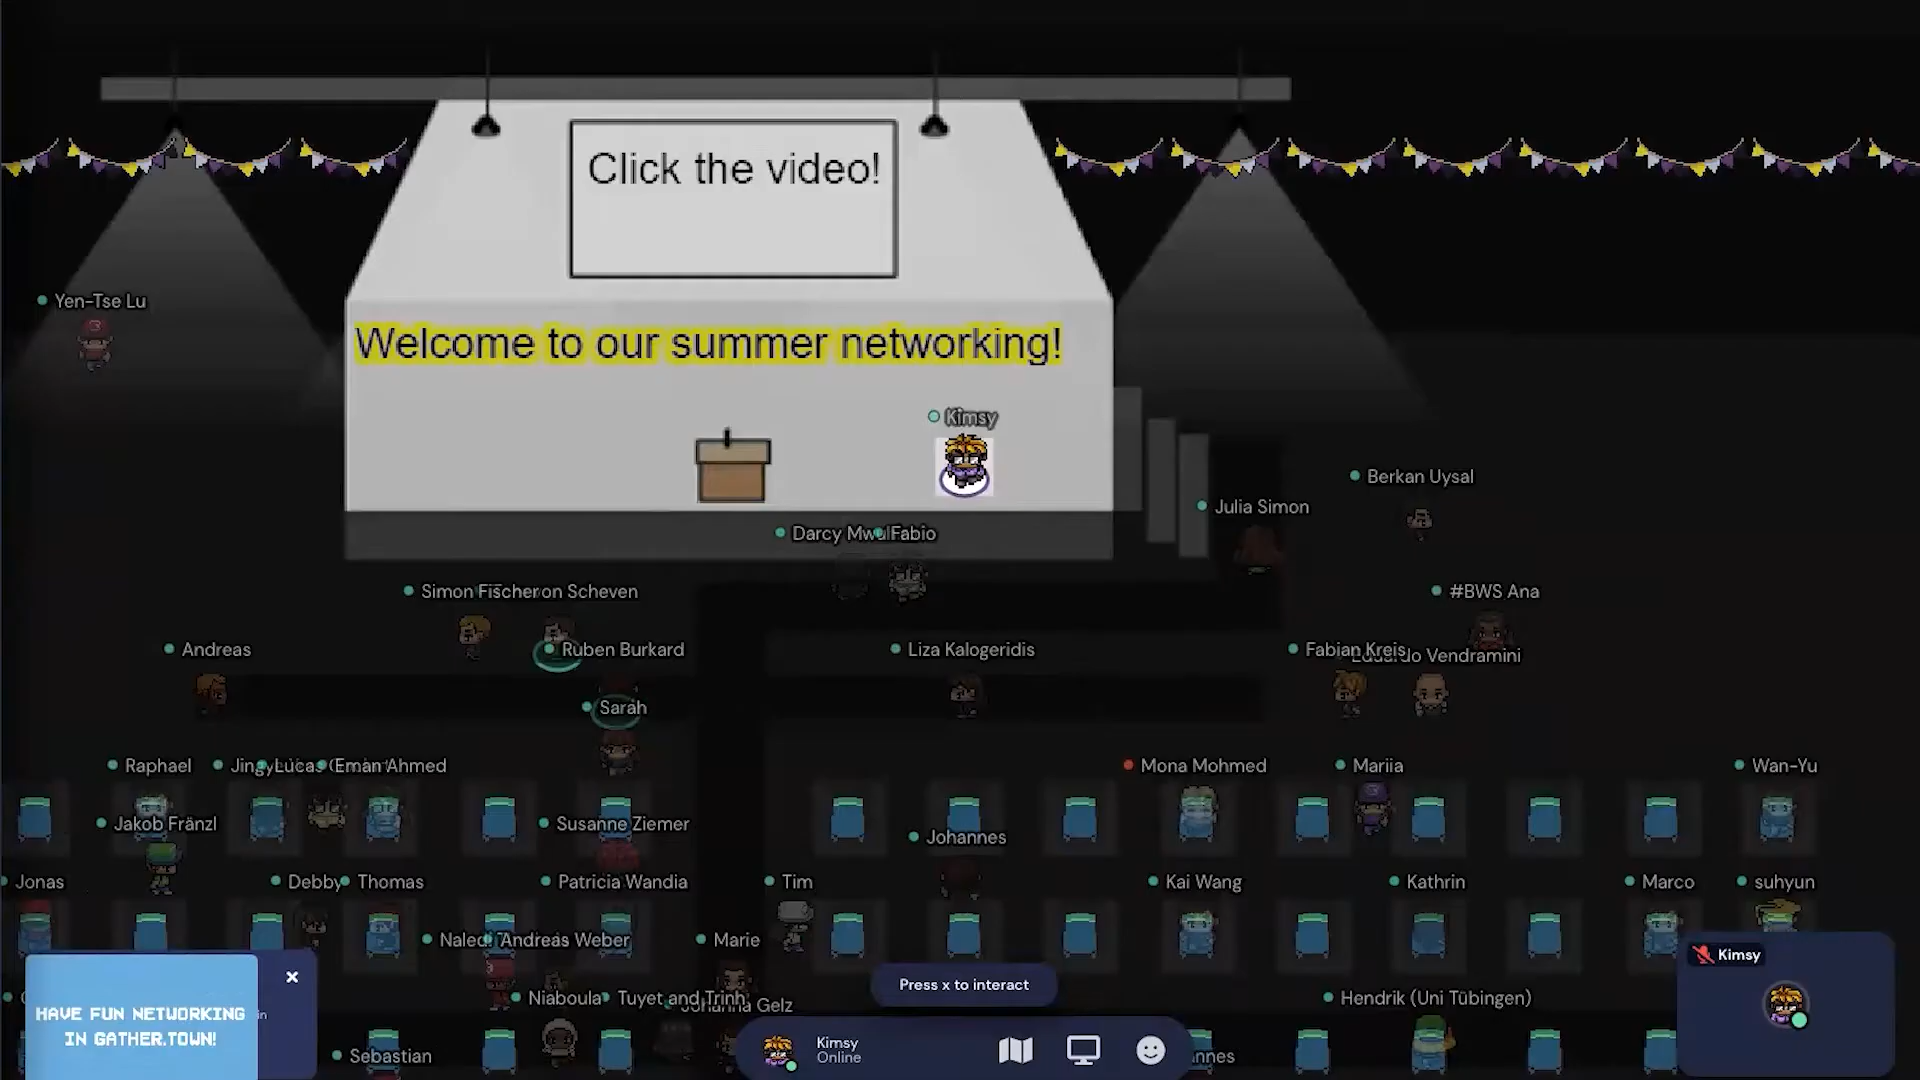 Click the video!
Yen-Tse Lu
Welcome to our summer networking!
Kimsy
Berkan Uysal
Julia Simon
Darcy
Fabio
Simon Fischer
Scheven
#BWS Ana
Andreas
Ruben Burkard
Liza Kalogeridis
Fabian Kreis
Vendramini
Sarah
Raphael
Lucas
Eman Ahmed
Mona Mohmed
Mariia
Wan-Yu
Jakob Fränzl
Susanne Ziemer
Johannes
Jonas
Debby
Thomas
Patricia Wandia
Tim
Kai Wang
Kathrin
Marco
suhyun
Andreas Weber
Marie
Kimsy
HAVE FUN NETWORKING
IN GATHER.TOWN!
Press x to interact
Niaboula
Tuyet and Trinh
Gelz
Hendrik (Uni Tübingen)
Sebastian
Kimsy
Online